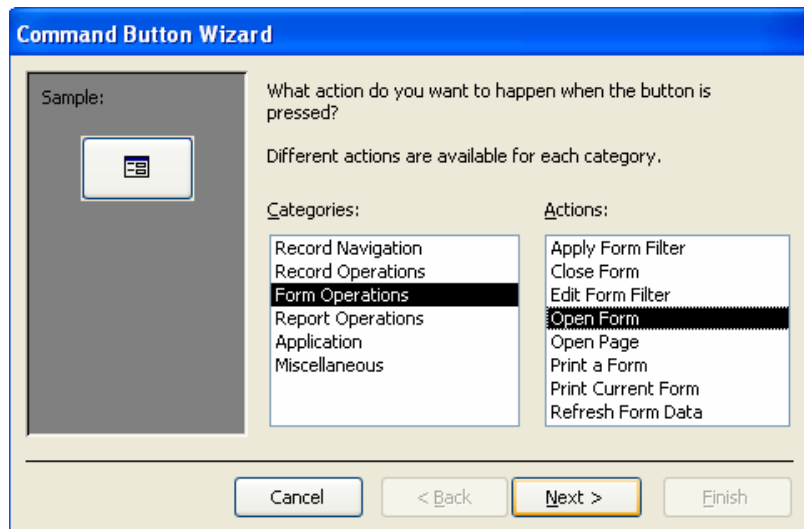 Command Button Wizard
Sample:
What action do you want to happen when the button is
pressed?
Different actions are available for each category.
Categories:
Record Navigation
Record Operations
Form Operations
Report Operations
Application
Miscellaneous
Actions:
Apply Form Filter
Close Form
Edit Form Filter
Open Form
Open Page
Print a Form
Print Current Form
Refresh Form Data
Cancel
< Back
Next >
Finish